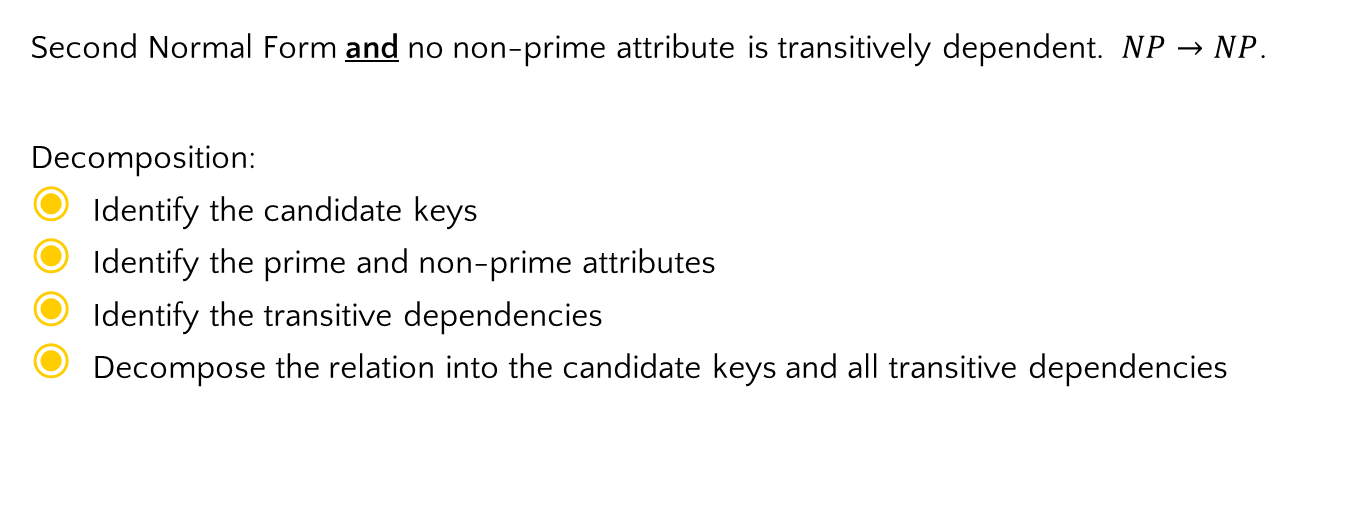 Second Normal Form and no non-prime attribute is transitively dependent. NP → NP.
Decomposition:
Identify the candidate keys
Identify the prime and non-prime attributes
Identify the transitive dependencies
Decompose the relation into the candidate keys and all transitive dependencies